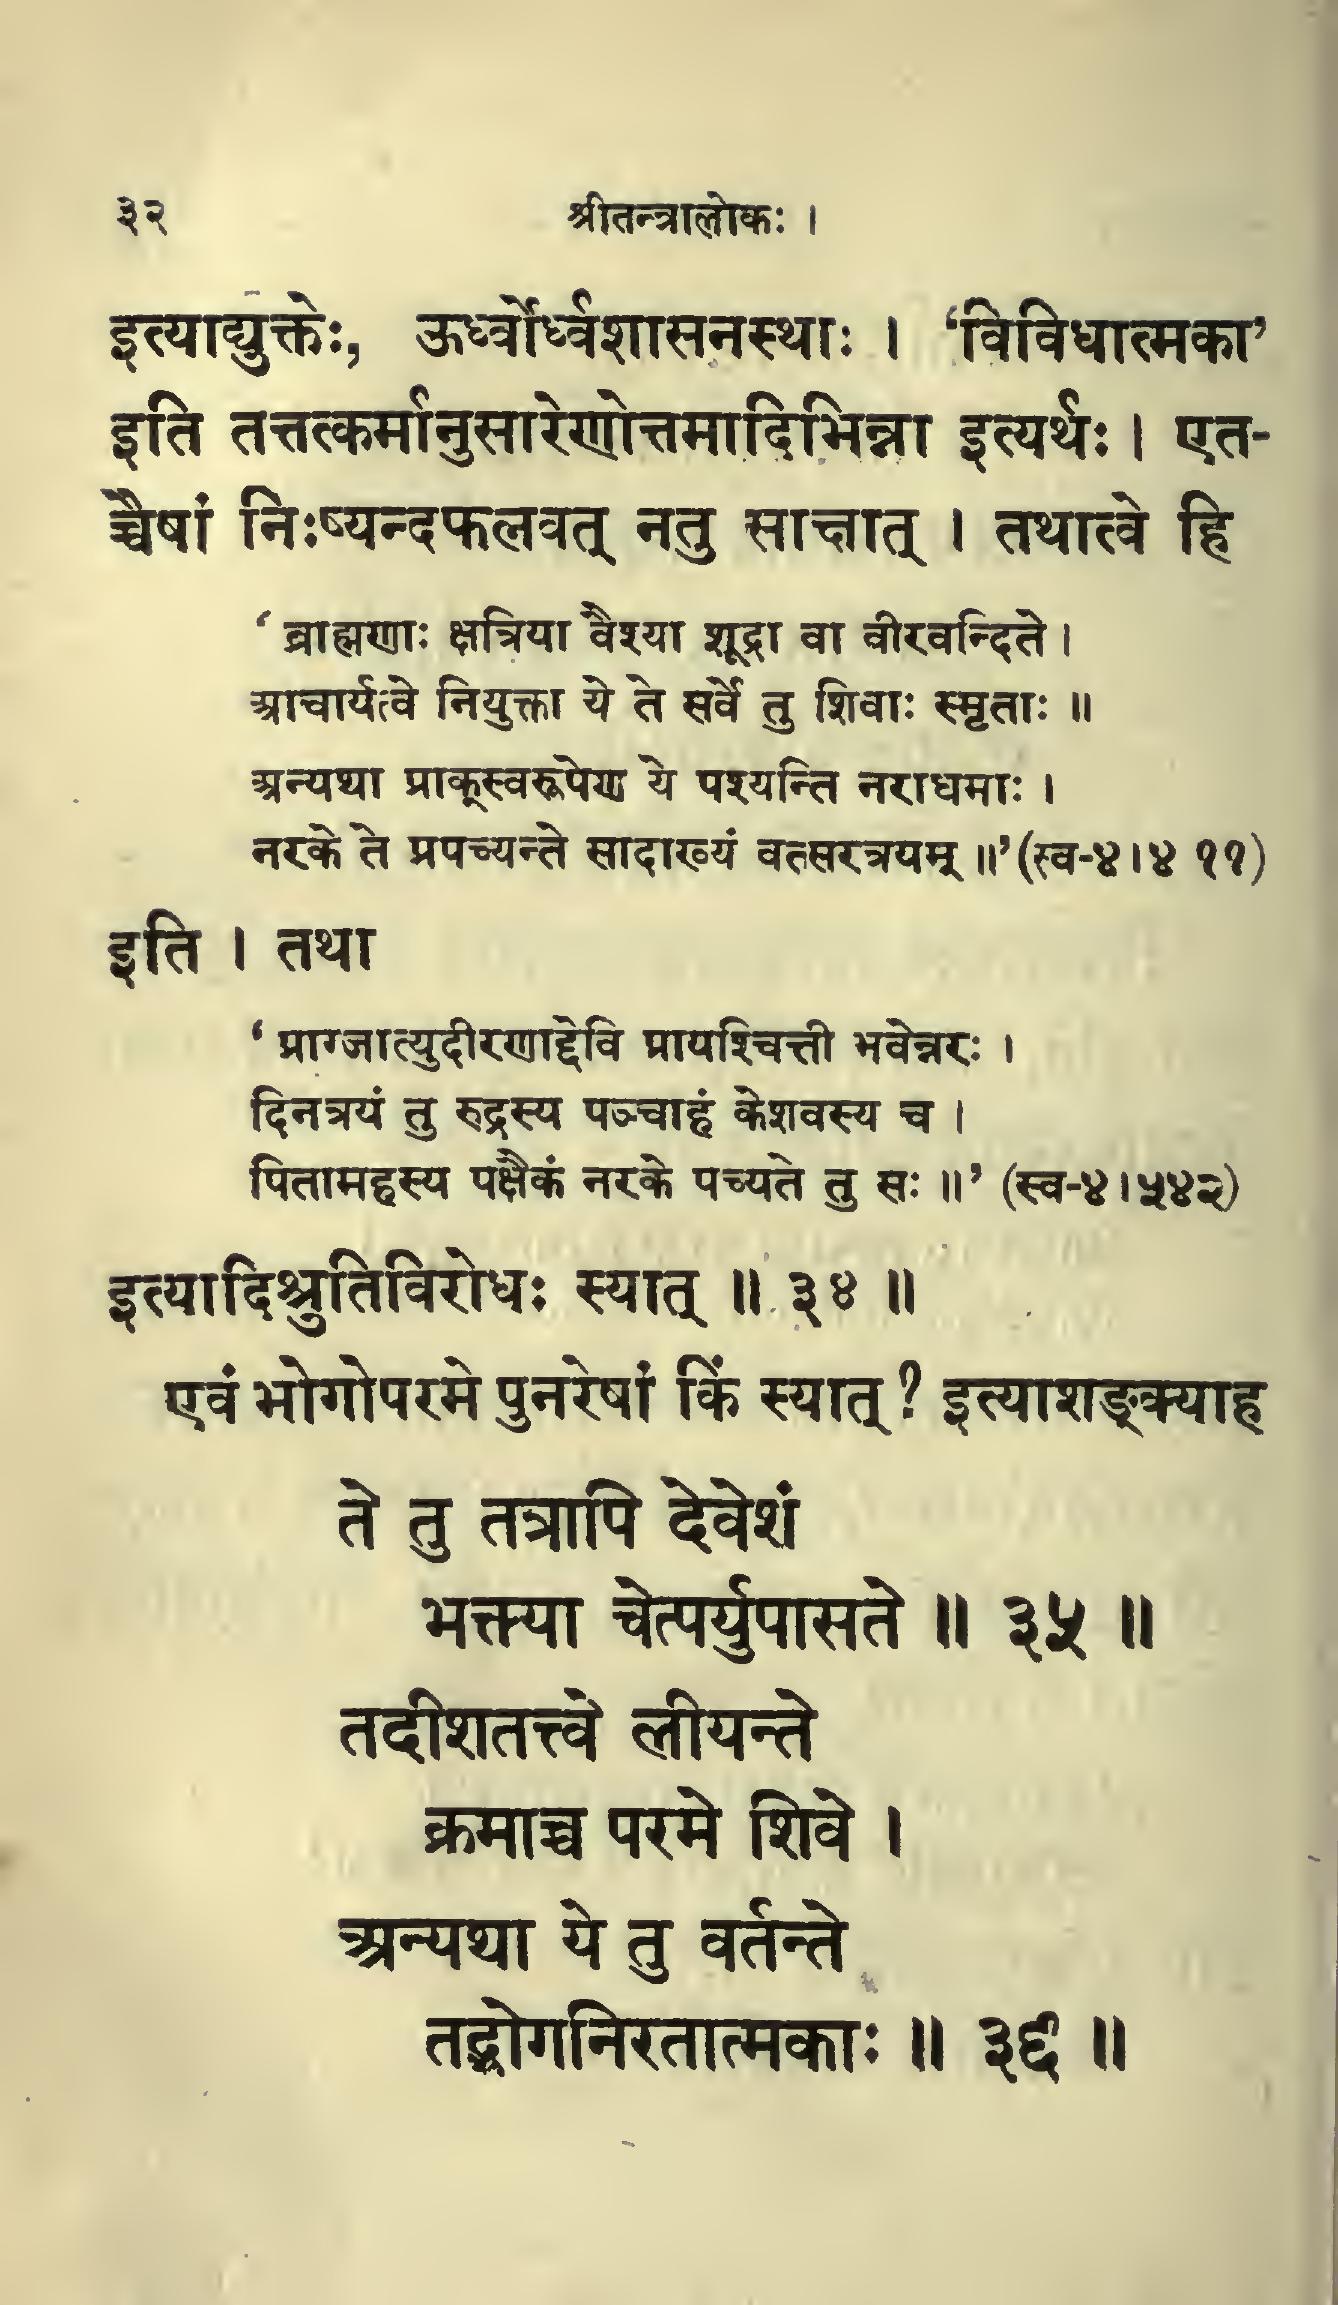 ३२ श्रीतन्त्रालोकः ।
इत्याद्युक्तेः, ऊर्ध्वोर्ध्वशासनस्थाः । ‘विविधात्मका’
इति तत्तत्कर्मानुसारेणोत्तमादिभिन्ना इत्यर्थः । एत-
च्चैषां निःष्यन्दफलवत् नतु साक्षात् । तथात्वे हि
‘ ब्राह्मणाः क्षत्रिया वैश्या शूद्रा वा वीरवन्दिते ।
आचार्यत्वे नियुक्ता ये ते सर्वे तु शिवाः स्मृताः ॥
अन्यथा प्राक्स्वरूपेण ये पश्यन्ति नराधमाः ।
नरके ते प्रपच्यन्ते सादाख्यं वत्सरत्रयम् ॥’ (स्व-४।४ ११)
इति । तथा
‘ प्राग्जात्युदीरणाद्देवि प्रायश्चित्ती भवेन्नरः ।
दिनत्रयं तु रुद्रस्य पञ्चाहं केशवस्य च ।
पितामहस्य पक्षैकं नरके पच्यते तु सः ॥’ (स्व-४।५४२)
इत्यादिश्रुतिविरोधः स्यात् ॥ ३४ ॥
एवं भोगोपरमे पुनरेषां किं स्यात् ? इत्याशङ्क्याह
ते तु तत्रापि देवेशं
भक्त्या चेत्पर्युपासते ॥ ३५ ॥
तदीशतत्त्वे लीयन्ते
क्रमाच्च परमे शिवे ।
अन्यथा ये तु वर्तन्ते
तद्भोगनिरतात्मकाः ॥ ३६ ॥